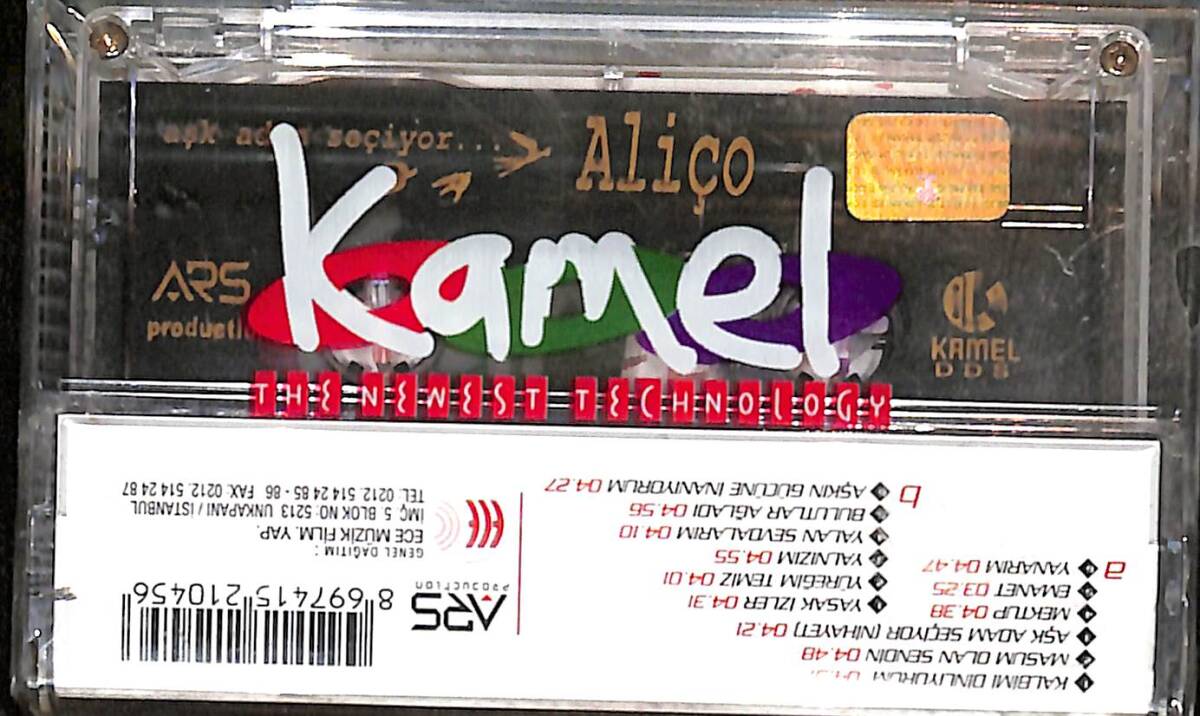 aşk adam seçiyor...
Aliço
Kamel
THE NEWEST TECHNOLOGY
ARS
KAMEL
DDS
KALBİMİ DİNLİYORUM
MASUM OLAN SENDİN 04.48
AŞK ADAM SEÇİYOR (NİHAYET) 04.21
MEKTUP 04.38
EMANET 03.25
a
YANARIM 04.47
YASAK İZLER 04.31
YÜREĞİM TEMİZ 04.01
YALNIZIM 04.55
YALAN SEVDALARIM 04.10
BULUTLAR AĞLADI 04.56
b
AŞKIN GÜCÜNE İNANIYORUM 04.27
ARS
PRODUCTION
8 697415 210456
GENEL DAĞITIM :
ECE MÜZİK FİLM. YAP.
İMÇ. 5. BLOK NO: 5213 UNKAPANI / İSTANBUL
TEL: 0212. 514 24 85 - 86 FAX: 0212. 514 24 87